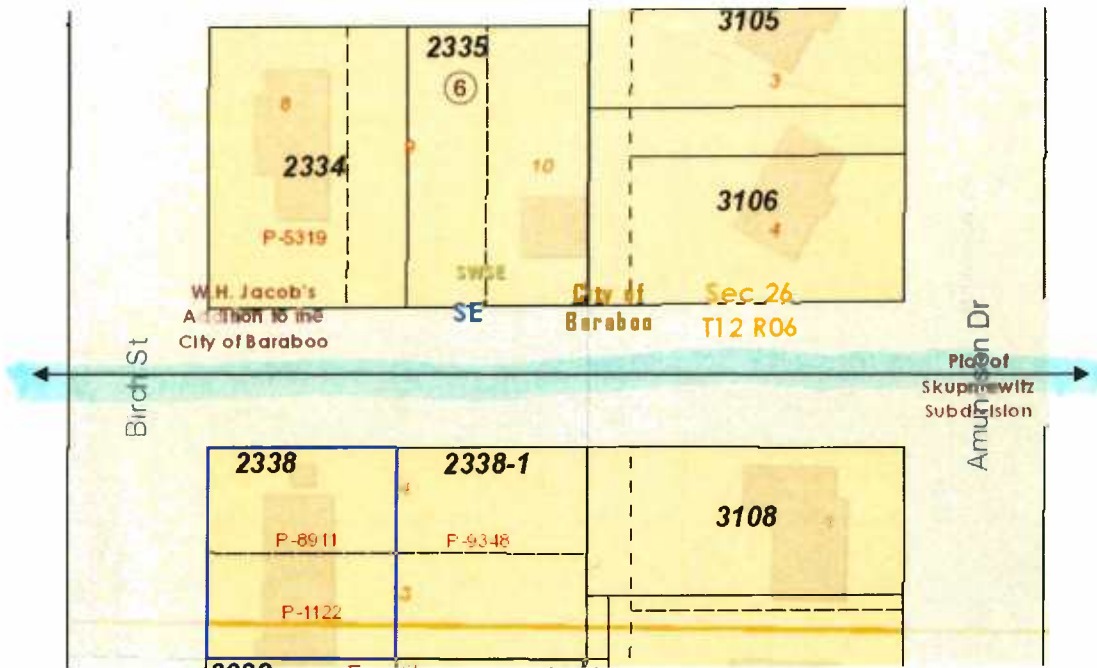 3105
3
2335
6
8
9
10
2334
P-5319
3106
4
SWSE
SE
W.H. Jacob's
Addition to the
City of Baraboo
City of
Baraboo
Sec 26
T12 R06
Birch St
Plat of
Subdivision
Dr
2338
2338-1
4
P-8911
P-9348
3108
3
P-1122